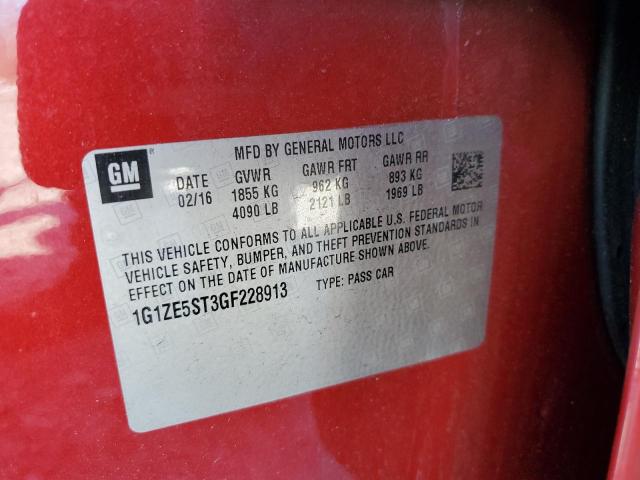 GM
MFD BY GENERAL MOTORS LLC
DATE GVWR GAWR FRT GAWR RR
02/16 1855 KG 962 KG 893 KG
4090 LB 2121 LB 1969 LB
THIS VEHICLE CONFORMS TO ALL APPLICABLE U.S. FEDERAL MOTOR
VEHICLE SAFETY, BUMPER, AND THEFT PREVENTION STANDARDS IN
EFFECT ON THE DATE OF MANUFACTURE SHOWN ABOVE.
1G1ZE5ST3GF228913 TYPE: PASS CAR